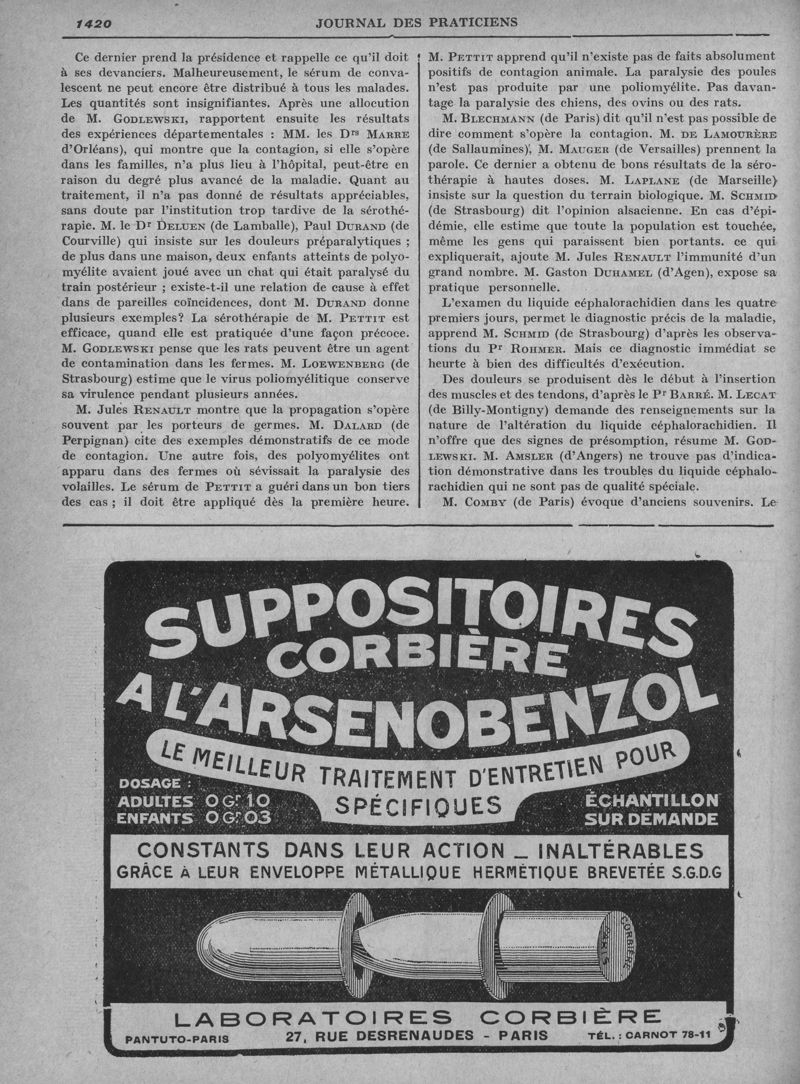 1420
JOURNAL DES PRATICIENS
Ce dernier prend la présidence et rappelle ce qu'il doit
à ses devanciers. Malheureusement, le sérum de conva-
lescent ne peut encore être distribué à tous les malades.
Les quantités sont insignifiantes. Après une allocution
de M. GODLEWSKI, rapportent ensuite les résultats
des expériences départementales : MM. les Drs MARRE
d'Orléans), qui montre que la contagion, si elle s'opère
dans les familles, n'a plus lieu à l'hôpital, peut-être en
raison du degré plus avancé de la maladie. Quant au
traitement, il n'a pas donné de résultats appréciables,
sans doute par l'institution trop tardive de la sérothé-
rapie. M. le Dr DELUEN (de Lamballe), Paul DURAND (de
Courville) qui insiste sur les douleurs préparalytiques ;
de plus dans une maison, deux enfants atteints de polyo-
myélite avaient joué avec un chat qui était paralysé du
train postérieur ; existe-t-il une relation de cause à effet
dans de pareilles coïncidences, dont M. DURAND donne
plusieurs exemples? La sérothérapie de M. PETTIT est
efficace, quand elle est pratiquée d'une façon précoce.
M. GODLEWSKI pense que les rats peuvent être un agent
de contamination dans les fermes. M. LOEWENBERG (de
Strasbourg) estime que le virus poliomyélitique conserve
sa virulence pendant plusieurs années.
M. Jules RENAULT montre que la propagation s'opère
souvent par les porteurs de germes. M. DALARD (de
Perpignan) cite des exemples démonstratifs de ce mode
de contagion. Une autre fois, des polyomyélites ont
apparu dans des fermes où sévissait la paralysie des
volailles. Le sérum de PETTIT a guéri dans un bon tiers
des cas ; il doit être appliqué dès la première heure.
M. PETTIT apprend qu'il n'existe pas de faits absolument
positifs de contagion animale. La paralysie des poules
n'est pas produite par une poliomyélite. Pas davan-
tage la paralysie des chiens, des ovins ou des rats.
M. BLECHMANN (de Paris) dit qu'il n'est pas possible de
dire comment s'opère la contagion. M. DE LAMOURÈRE
(de Sallaumines), M. MAUGER (de Versailles) prennent la
parole. Ce dernier a obtenu de bons résultats de la séro-
thérapie à hautes doses. M. LAPLANE (de Marseille)
insiste sur la question du terrain biologique. M. SCHMID
(de Strasbourg) dit l'opinion alsacienne. En cas d'épi-
démie, elle estime que toute la population est touchée,
même les gens qui paraissent bien portants. ce qui
expliquerait, ajoute M. Jules RENAULT l'immunité d'un
grand nombre. M. Gaston DUHAMEL (d'Agen), expose sa
pratique personnelle.
L'examen du liquide céphalorachidien dans les quatre
premiers jours, permet le diagnostic précis de la maladie,
apprend M. SCHMID (de Strasbourg) d'après les observa-
tions du Pr ROHMER. Mais ce diagnostic immédiat se
heurte à bien des difficultés d'exécution.
Des douleurs se produisent dès le début à l'insertion
des muscles et des tendons, d'après le Pr BARRÉ. M. LECAT
(de Billy-Montigny) demande des renseignements sur la
nature de l'altération du liquide céphalorachidien. Il
n'offre que des signes de présomption, résume M. GOD-
LEWSKI. M. AMSLER (d'Angers) ne trouve pas d'indica-
tion démonstrative dans les troubles du liquide céphalo-
rachidien qui ne sont pas de qualité spéciale.
M. COMBY (de Paris) évoque d'anciens souvenirs. Le
SUPPOSITOIRES
CORBIÈRE
A L'ARSENOBENZOL
LE MEILLEUR TRAITEMENT D'ENTRETIEN POUR
SPÉCIFIQUES
DOSAGE :
ADULTES 0 Gr 10
ENFANTS 0 Gr 03
ÉCHANTILLON
SUR DEMANDE
CONSTANTS DANS LEUR ACTION _ INALTÉRABLES
GRÂCE À LEUR ENVELOPPE MÉTALLIQUE HERMÉTIQUE BREVETÉE S.G.D.G
CORBIÈRE
PARIS
LABORATOIRES CORBIÈRE
PANTUTO-PARIS
27, RUE DESRENAUDES - PARIS
TÉL. : CARNOT 78-11